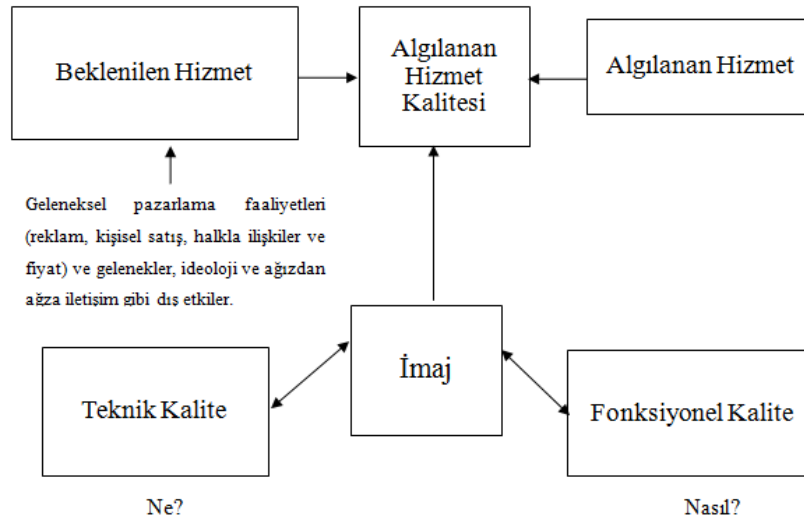 Beklenilen Hizmet
Algılanan
Hizmet
Kalitesi
Algılanan Hizmet
Geleneksel pazarlama faaliyetleri
(reklam, kişisel satış, halkla ilişkiler ve
fiyat) ve gelenekler, ideoloji ve ağızdan
ağza iletişim gibi dış etkiler.
Teknik Kalite
İmaj
Fonksiyonel Kalite
Ne?
Nasıl?